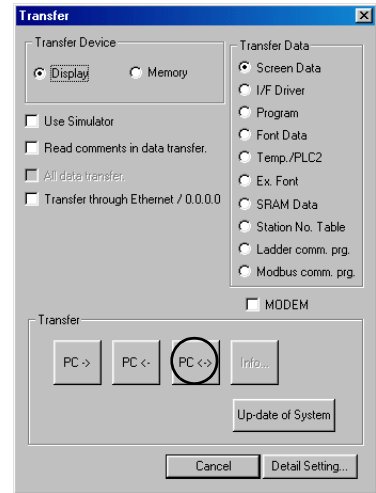 Transfer
Transfer Device
Display
Memory
Use Simulator
Read comments in data transfer.
All data transfer.
Transfer through Ethernet / 0.0.0.0
Transfer Data
Screen Data
I/F Driver
Program
Font Data
Temp./PLC2
Ex. Font
SRAM Data
Station No. Table
Ladder comm. prg.
Modbus comm. prg.
MODEM
Transfer
PC ->
PC <-
PC <->
Info...
Up-date of System
Cancel
Detail Setting...